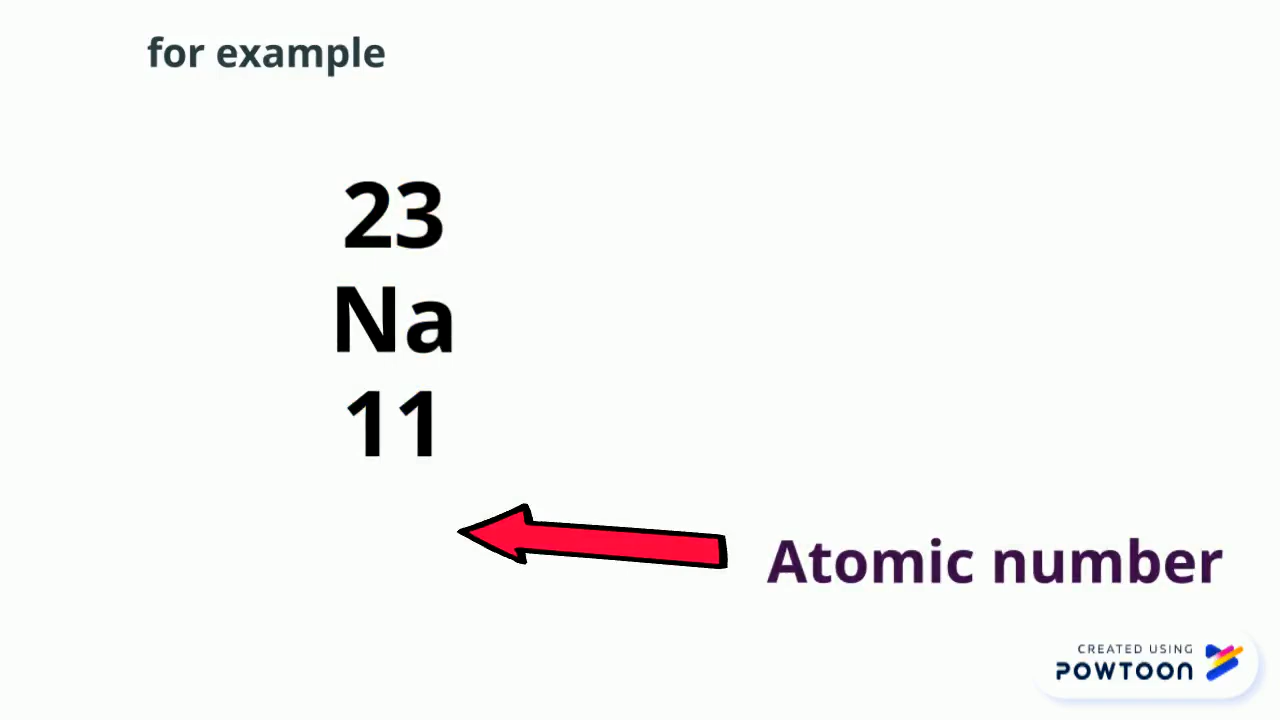 for example
23
Na
11
Atomic number
CREATED USING
POWTOON